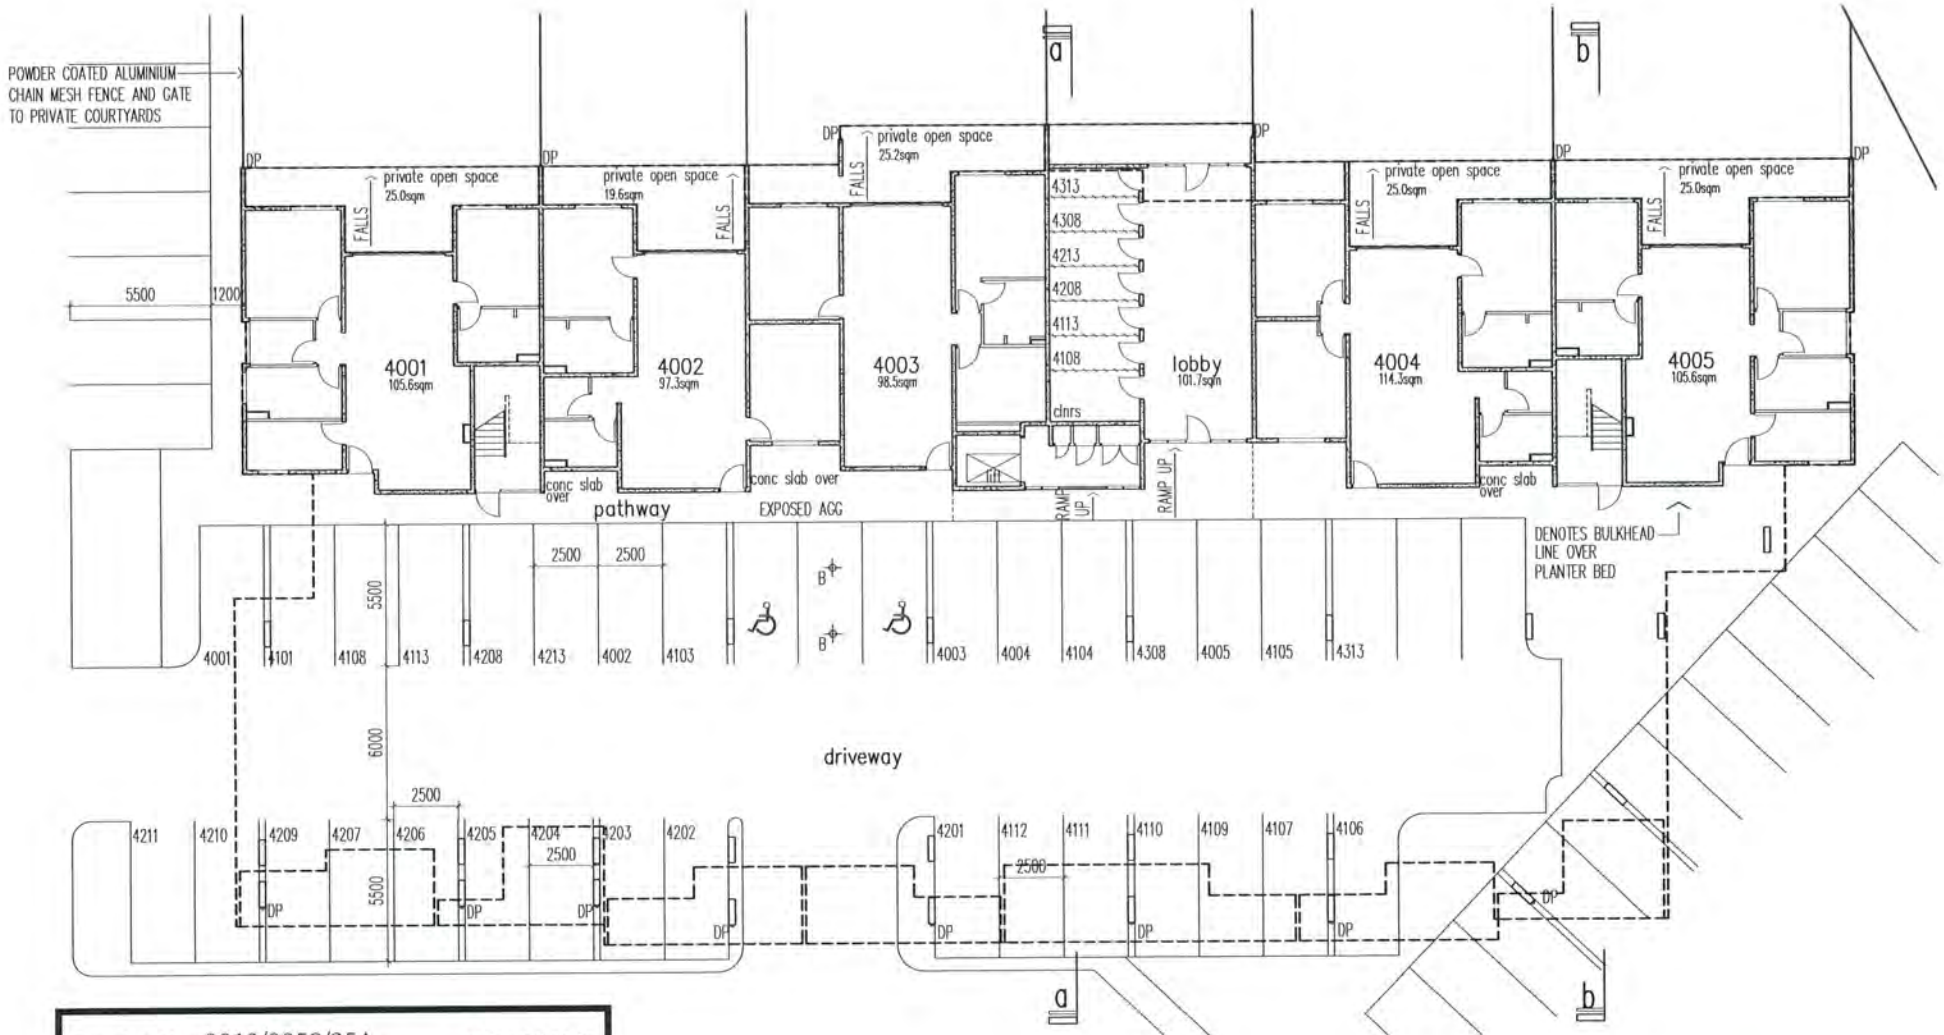 a
b
POWDER COATED ALUMINIUM
CHAIN MESH FENCE AND GATE
TO PRIVATE COURTYARDS
DP
private open space
25.0sqm
FALLS
DP
private open space
19.6sqm
FALLS
DP
private open space
25.2sqm
FALLS
DP
private open space
25.0sqm
FALLS
DP
private open space
25.0sqm
FALLS
DP
4313
4308
4213
4208
4113
4108
clnrs
5500
1200
4001
105.6sqm
4002
97.3sqm
4003
98.5sqm
lobby
101.7sqm
4004
114.3sqm
4005
105.6sqm
lift
conc slab
over
conc slab over
conc slab
over
RAMP
UP
RAMP UP
pathway
EXPOSED AGG
DENOTES BULKHEAD
LINE OVER
PLANTER BED
2500
2500
5500
B
B
4001
4101
4108
4113
4208
4213
4002
4103
4003
4004
4104
4308
4005
4105
4313
6000
driveway
2500
4211
4210
4209
4207
4206
4205
4204
4203
4202
4201
4112
4111
4110
4109
4107
4106
2500
2500
5500
DP
DP
DP
DP
DP
DP
DP
DP
a
b